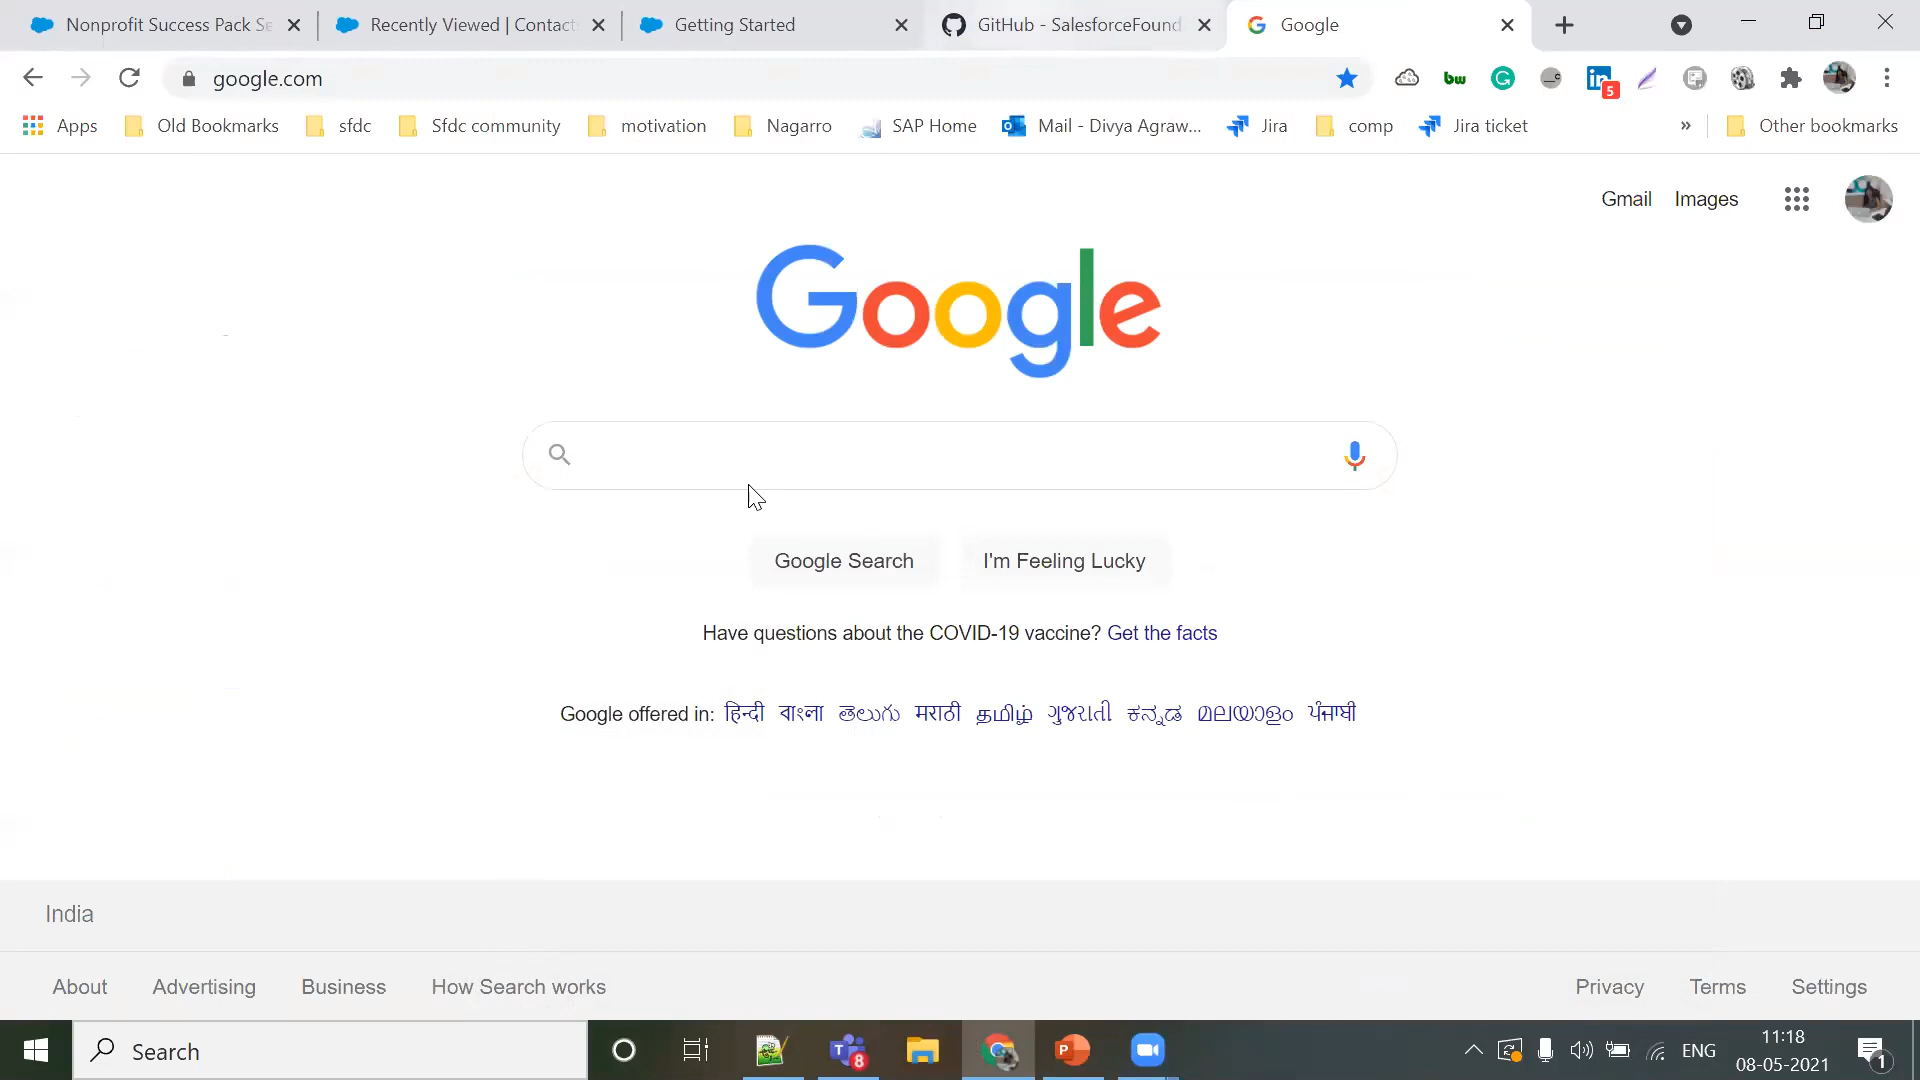 Nonprofit Success Pack Se
Recently Viewed | Contact
Getting Started
GitHub - SalesforceFound
Google
google.com
bw
5
Apps
Old Bookmarks
sfdc
Sfdc community
motivation
Nagarro
SAP Home
Mail - Divya Agraw...
Jira
comp
Jira ticket
»
Other bookmarks
Gmail
Images
Google
Google Search
I'm Feeling Lucky
Have questions about the COVID-19 vaccine? Get the facts
Google offered in: हिन्दी বাংলা తెలుగు मराठी தமிழ் ગુજરાતી ಕನ್ನಡ മലയാളം ਪੰਜਾਬੀ
India
About
Advertising
Business
How Search works
Privacy
Terms
Settings
Search
8
ENG
11:18
08-05-2021
1